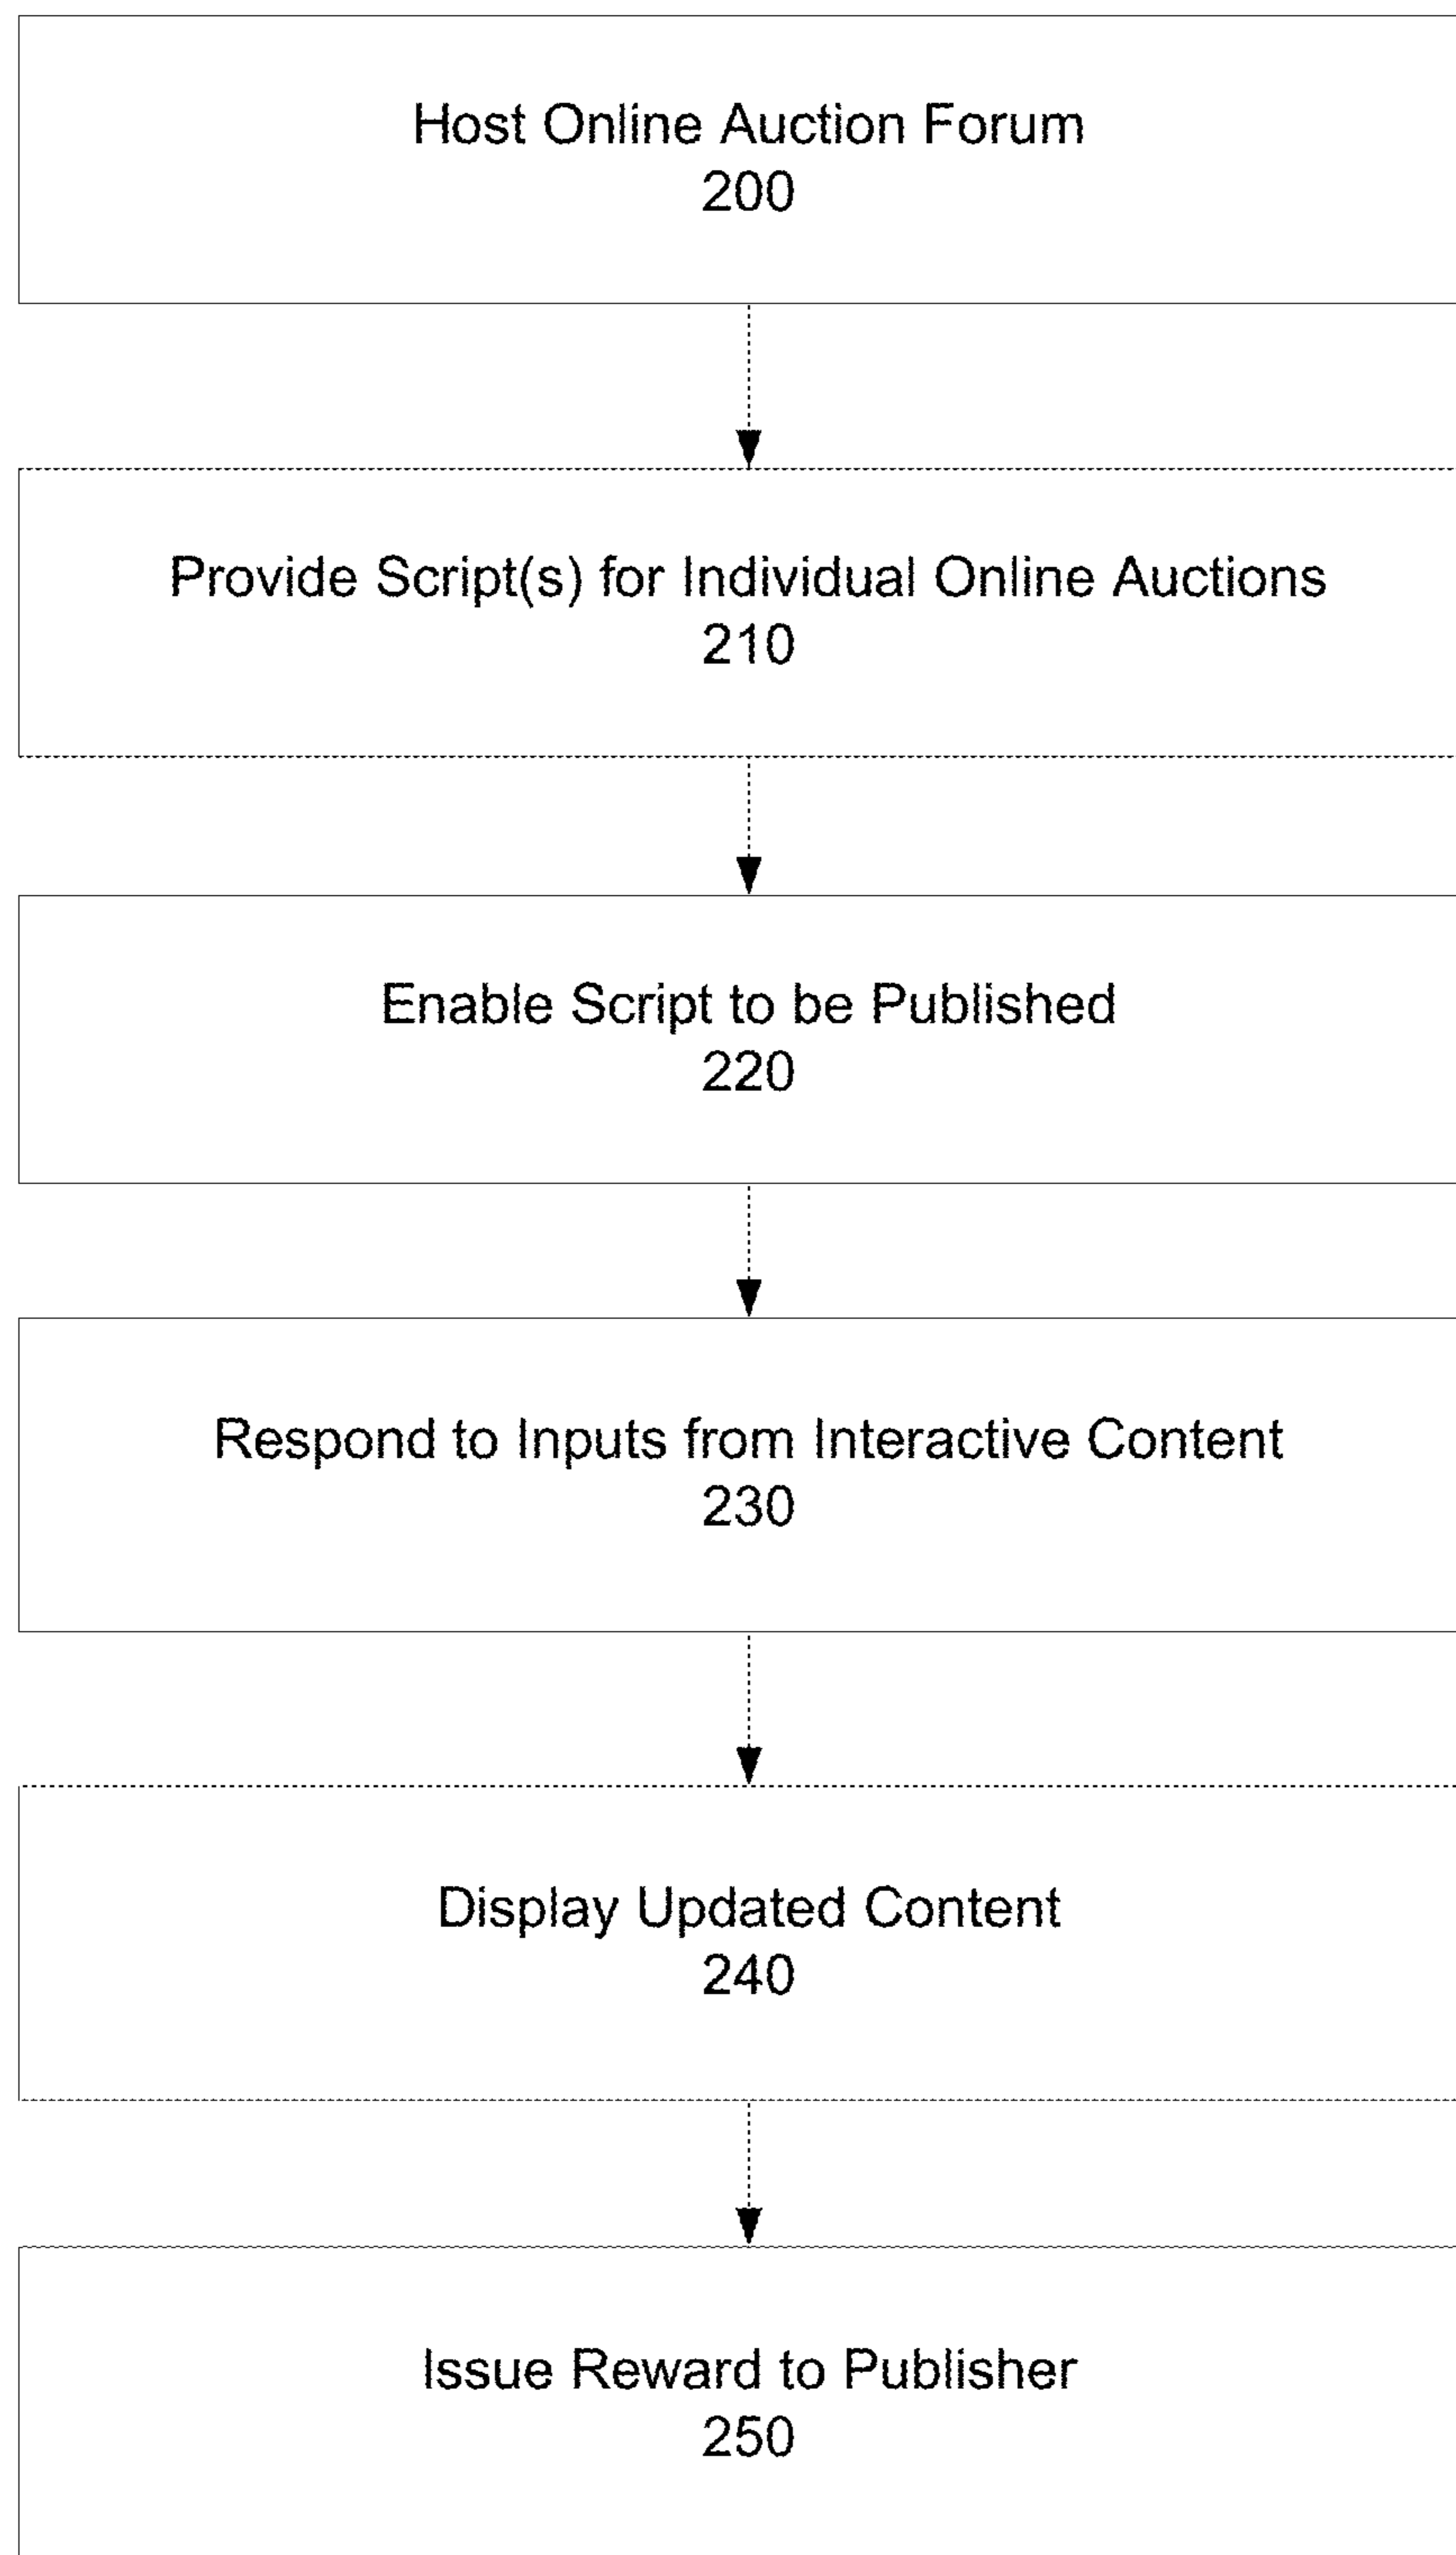 Host Online Auction Forum
200
Provide Script(s) for Individual Online Auctions
210
Enable Script to be Published
220
Respond to Inputs from Interactive Content
230
Display Updated Content
240
Issue Reward to Publisher
250